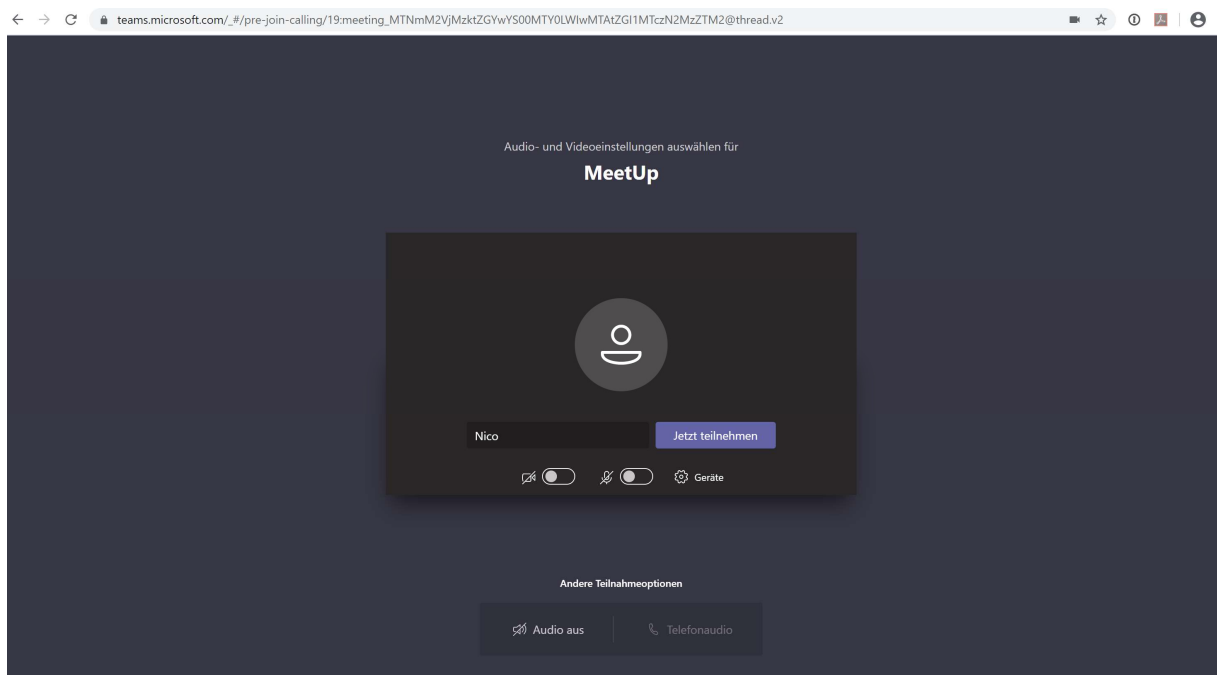 teams.microsoft.com/_#/pre-join-calling/19:meeting_MTNmM2VjMzktZGYwYS00MTY0LWIwMTAtZGI1MTczN2MzZTM2@thread.v2
Audio- und Videoeinstellungen auswählen für
MeetUp
Nico
Jetzt teilnehmen
Geräte
Andere Teilnahmeoptionen
Audio aus
Telefonaudio